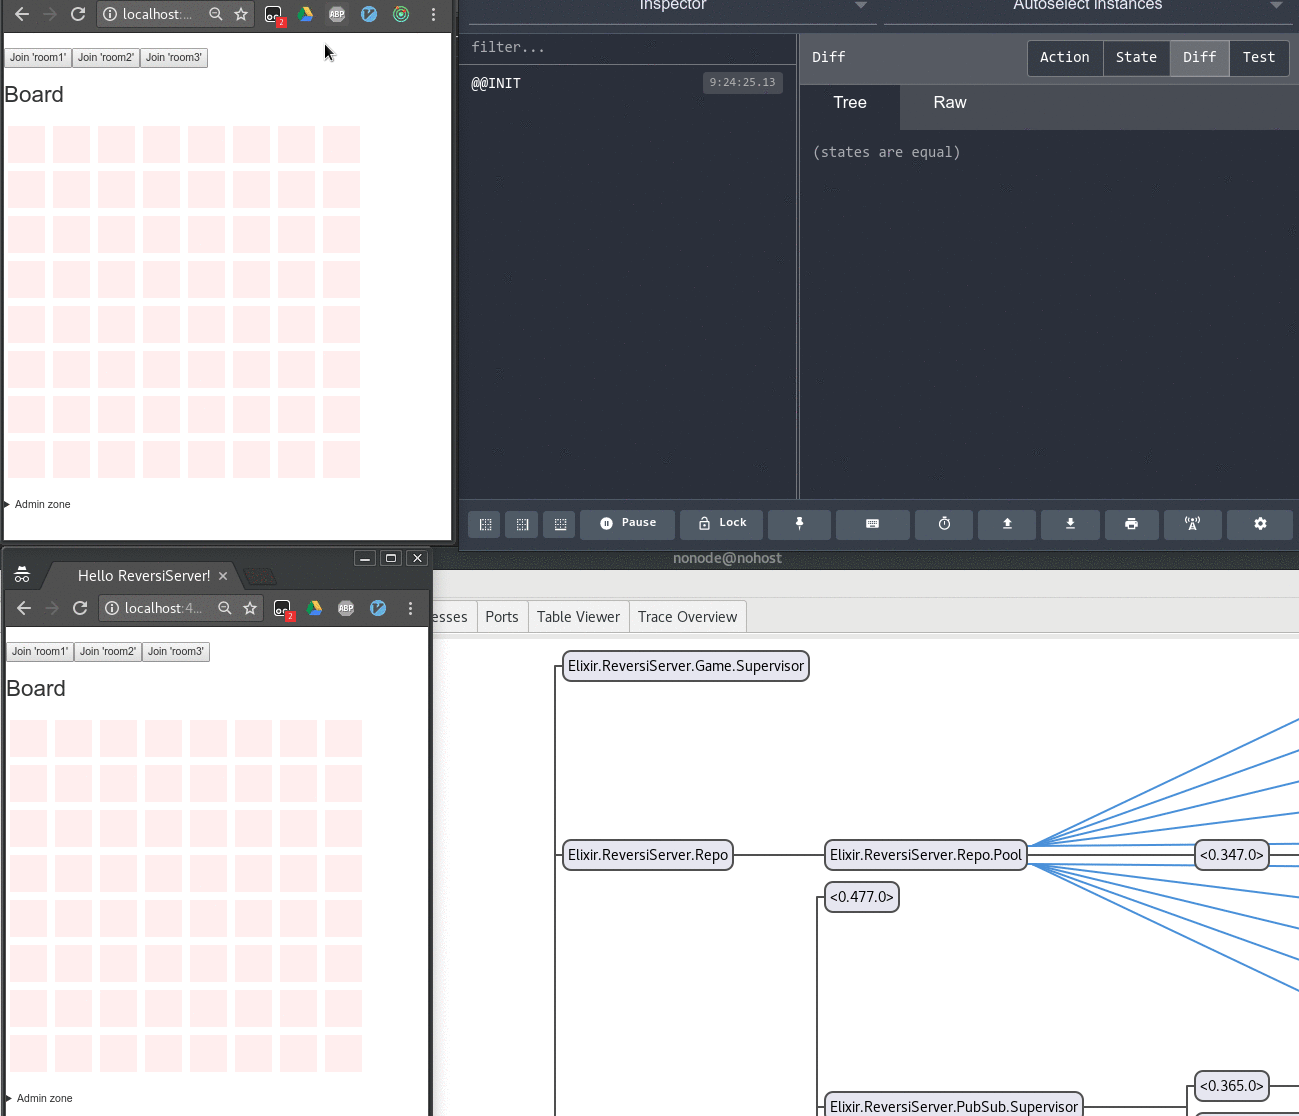 localhost:...
2
ABP
Join 'room1' Join 'room2' Join 'room3'
Board
Admin zone
Inspector
Autoselect instances
filter...
@@INIT 9:24:25.13
Diff
Action State Diff Test
Tree Raw
(states are equal)
Pause
Lock
nonode@nohost
Hello ReversiServer!
localhost:4...
2
ABP
Join 'room1' Join 'room2' Join 'room3'
Board
Admin zone
esses Ports Table Viewer Trace Overview
Elixir.ReversiServer.Game.Supervisor
Elixir.ReversiServer.Repo
Elixir.ReversiServer.Repo.Pool
<0.347.0>
<0.477.0>
<0.365.0>
Elixir.ReversiServer.PubSub.Supervisor